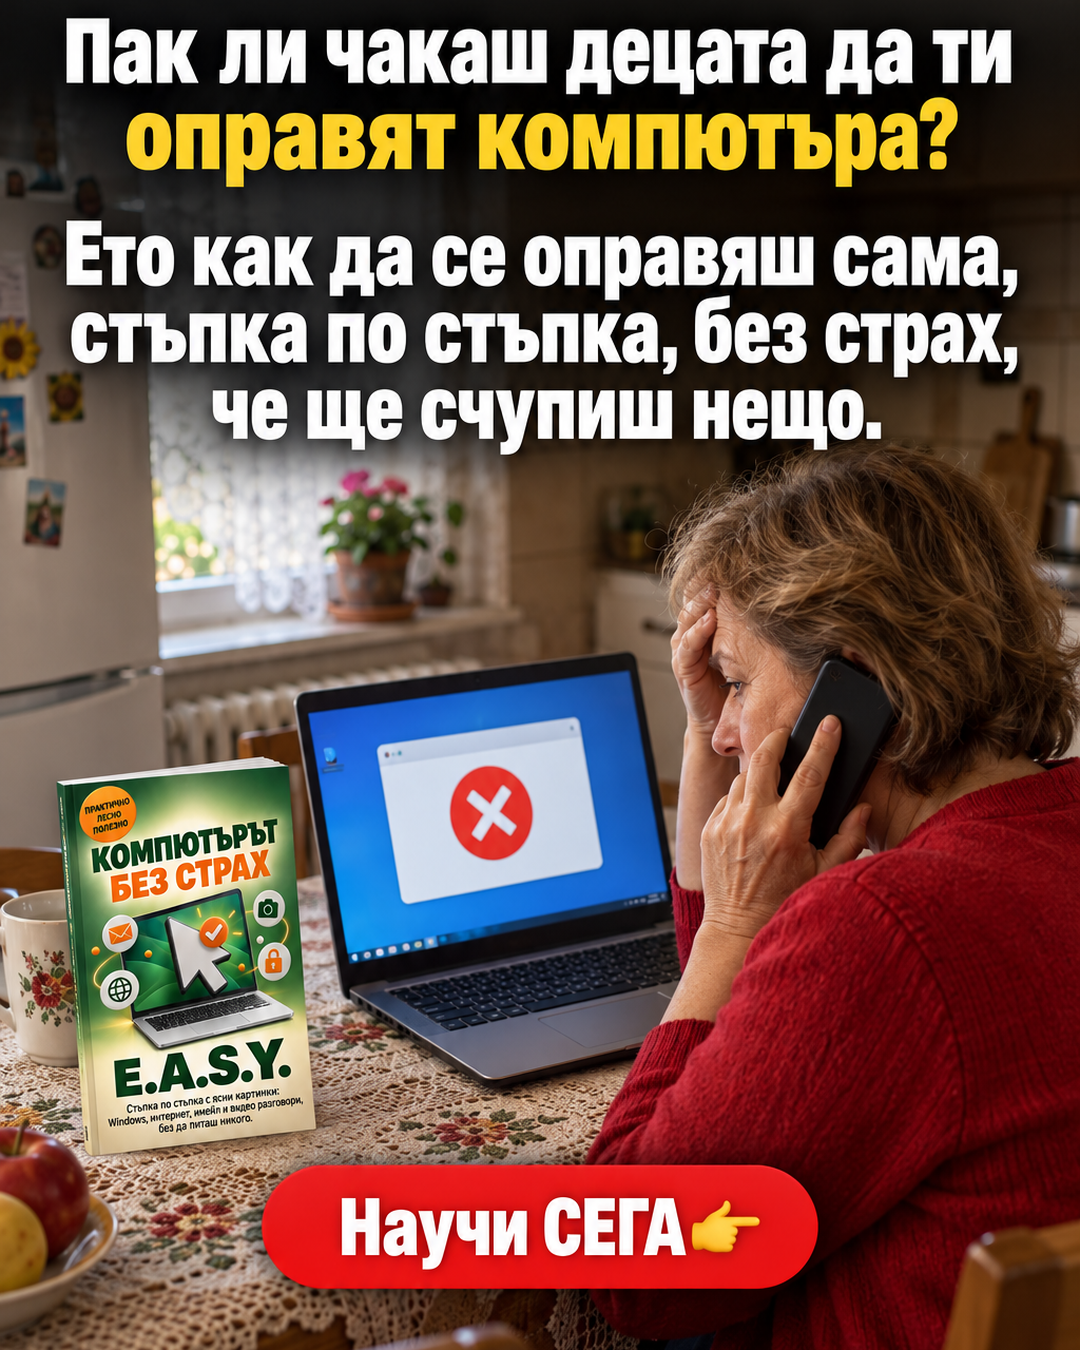 Пак ли чакаш децата да ти
оправят компютъра?
Ето как да се оправяш сама,
стъпка по стъпка, без страх,
че ще счупиш нещо.
ПРАКТИЧНО
ЛЕСНО
ПОЛЕЗНО
КОМПЮТЪРЪТ
БЕЗ СТРАХ
E.A.S.Y.
Стъпка по стъпка с ясни картинки:
Windows, интернет, имейл и видео разговори,
без да питаш никого.
Научи СЕГА👉